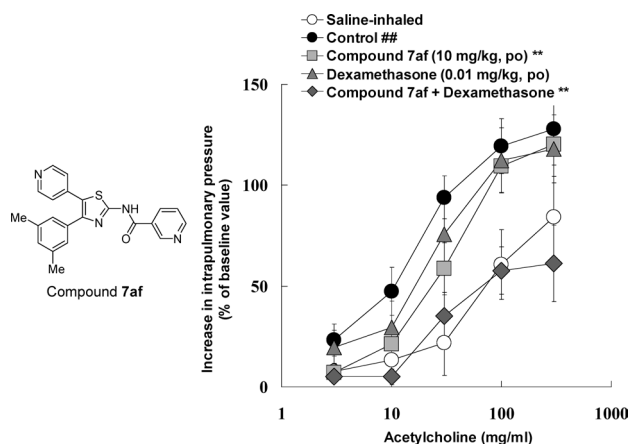 Saline-inhaled
Control ##
Compound 7af (10 mg/kg, po) **
Dexamethasone (0.01 mg/kg, po)
Compound 7af + Dexamethasone **
150
100
50
0
Increase in intrapulmonary pressure
(% of baseline value)
1
10
100
1000
Acetylcholine (mg/ml)
N
S
NH
N
O
N
Me
Me
Compound 7af